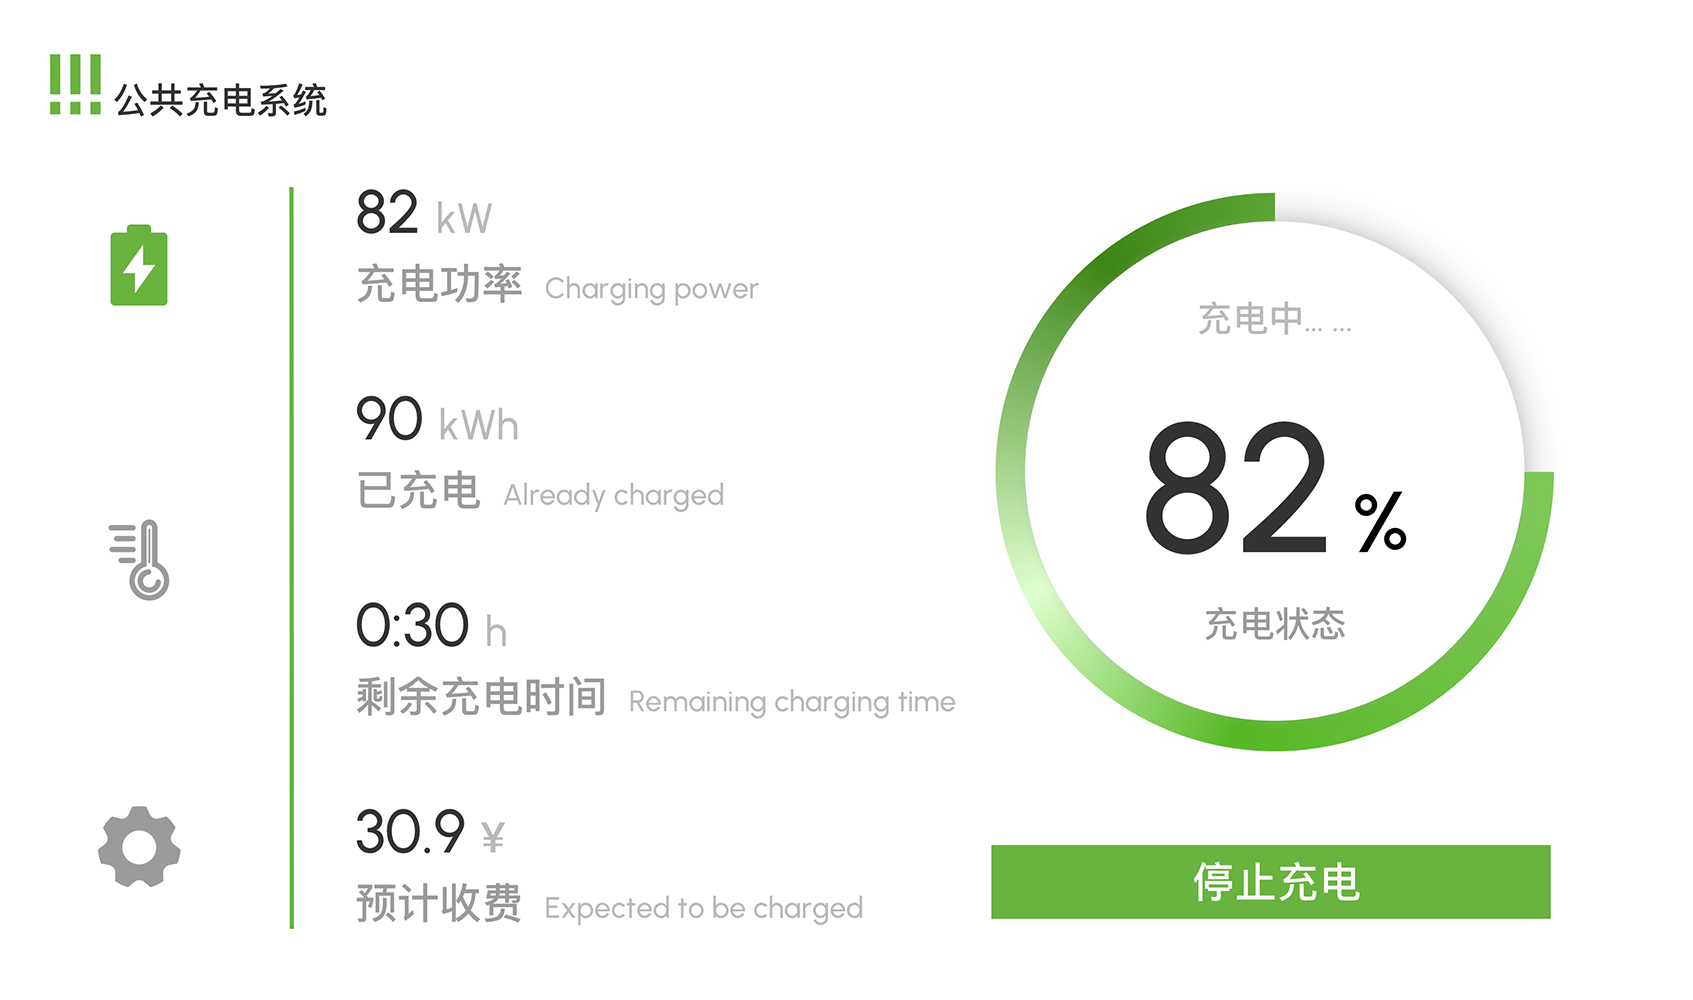 公共充电系统
82 kW
充电功率 Charging power
90 kWh
已充电 Already charged
0:30 h
剩余充电时间 Remaining charging time
30.9 ¥
预计收费 Expected to be charged
充电中... ...
82 %
充电状态
停止充电